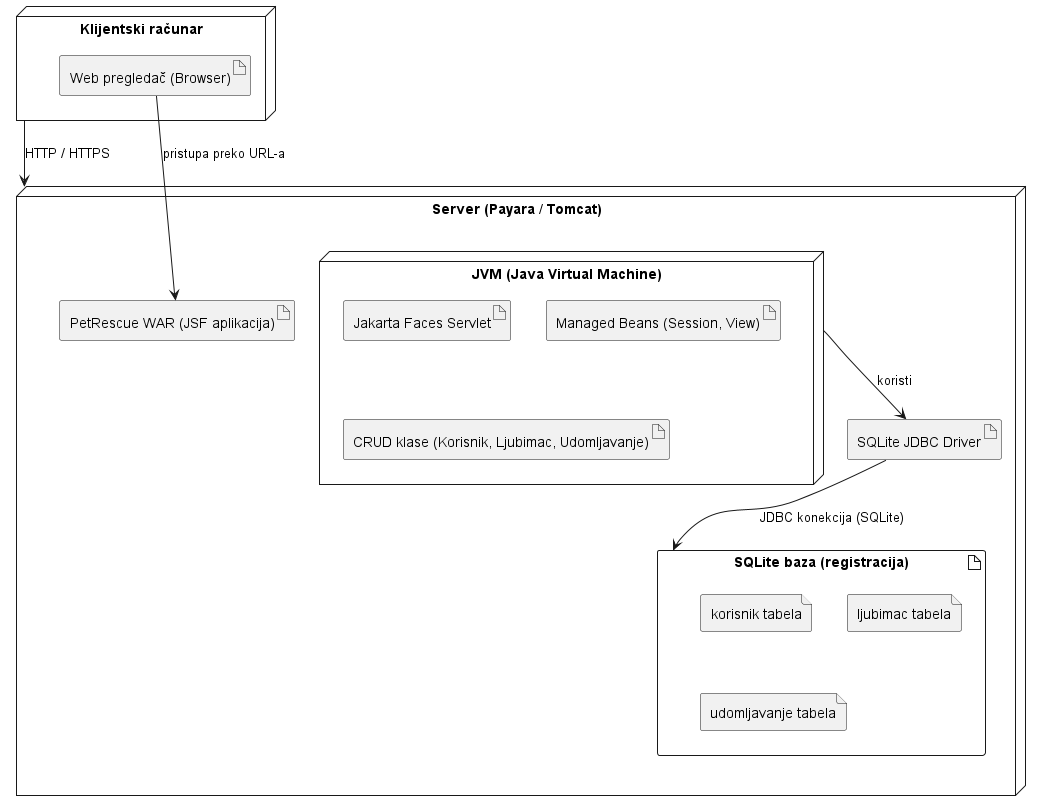 Klijentski računar
Web pregledač (Browser)
HTTP / HTTPS
pristupa preko URL-a
Server (Payara / Tomcat)
JVM (Java Virtual Machine)
PetRescue WAR (JSF aplikacija)
Jakarta Faces Servlet
Managed Beans (Session, View)
koristi
CRUD klase (Korisnik, Ljubimac, Udomljavanje)
SQLite JDBC Driver
JDBC konekcija (SQLite)
SQLite baza (registracija)
korisnik tabela
ljubimac tabela
udomljavanje tabela